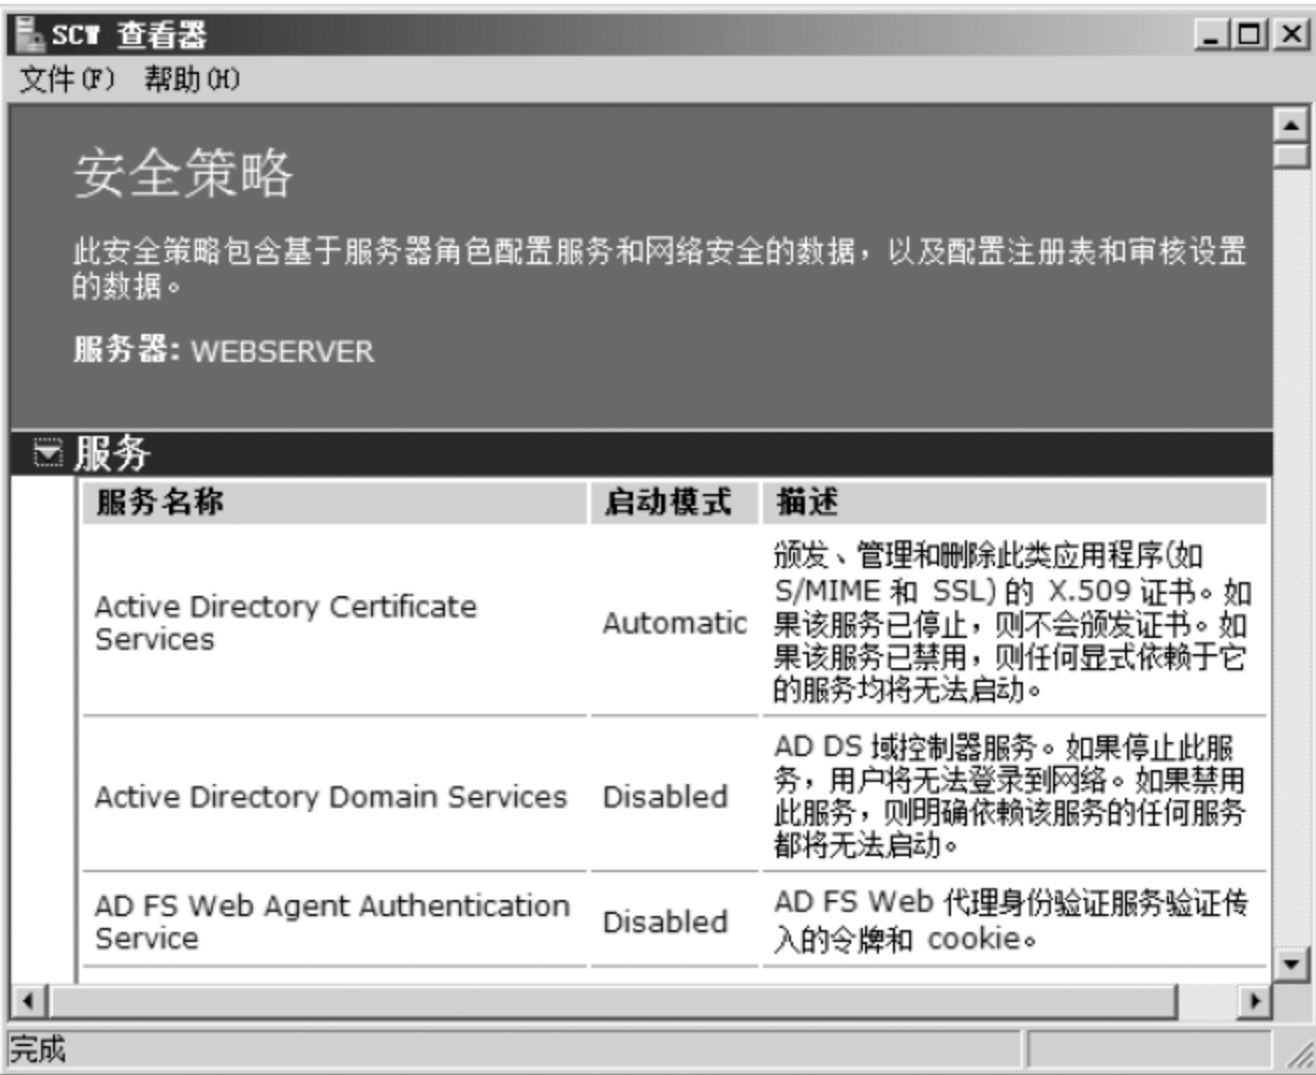 SCW 查看器
文件(F) 帮助(H)
安全策略
此安全策略包含基于服务器角色配置服务和网络安全的数据，以及配置注册表和审核设置
的数据。
服务器: WEBSERVER
服务
服务名称 启动模式 描述
Active Directory Certificate
Services
Automatic
颁发、管理和删除此类应用程序(如
S/MIME 和 SSL) 的 X.509 证书。如
果该服务已停止，则不会颁发证书。如
果该服务已禁用，则任何显式依赖于它
的服务均将无法启动。
Active Directory Domain Services
Disabled
AD DS 域控制器服务。如果停止此服
务，用户将无法登录到网络。如果禁用
此服务，则明确依赖该服务的任何服务
都将无法启动。
AD FS Web Agent Authentication
Service
Disabled
AD FS Web 代理身份验证服务验证传
入的令牌和 cookie。
完成